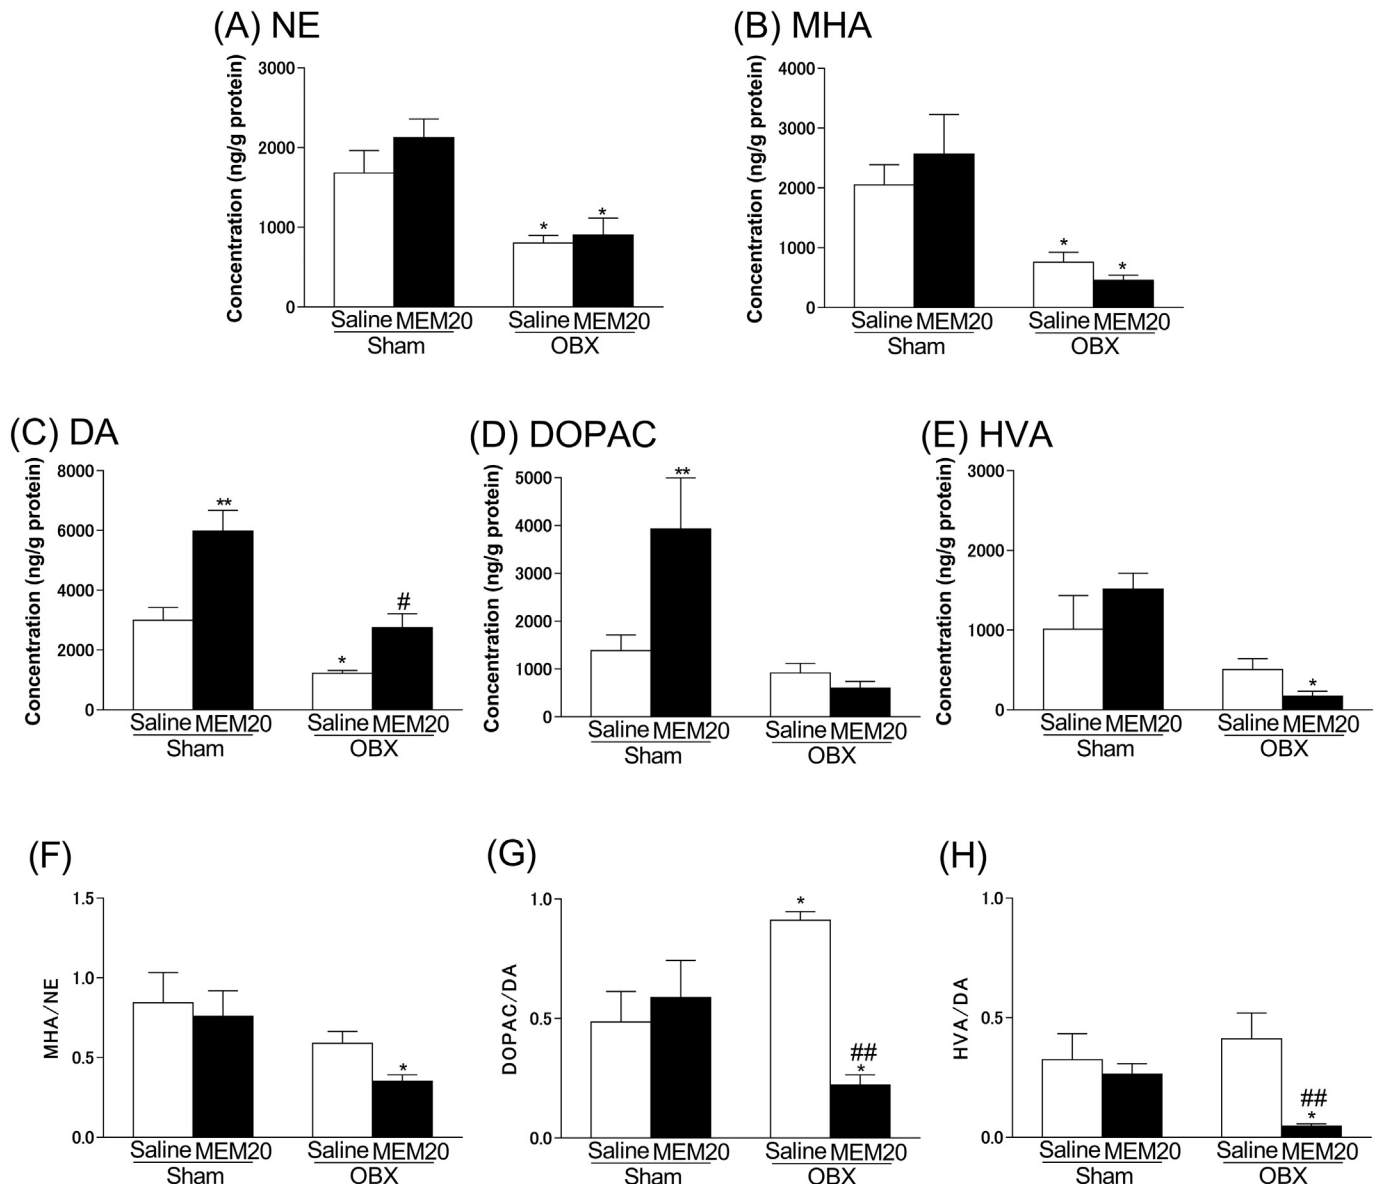 (A) NE
Concentration (ng/g protein)
3000
2000
1000
0
* *
Saline MEM20 Saline MEM20
Sham OBX
(B) MHA
Concentration (ng/g protein)
4000
3000
2000
1000
0
* *
Saline MEM20 Saline MEM20
Sham OBX
(C) DA
Concentration (ng/g protein)
8000
6000
4000
2000
0
** * #
Saline MEM20 Saline MEM20
Sham OBX
(D) DOPAC
Concentration (ng/g protein)
5000
4000
3000
2000
1000
0
**
Saline MEM20 Saline MEM20
Sham OBX
(E) HVA
Concentration (ng/g protein)
3000
2000
1000
0
*
Saline MEM20 Saline MEM20
Sham OBX
(F)
MHA/NE
1.5
1.0
0.5
0.0
*
Saline MEM20 Saline MEM20
Sham OBX
(G)
DOPAC/DA
1.0
0.5
0.0
*
##
*
Saline MEM20 Saline MEM20
Sham OBX
(H)
HVA/DA
1.0
0.5
0.0
##
*
Saline MEM20 Saline MEM20
Sham OBX